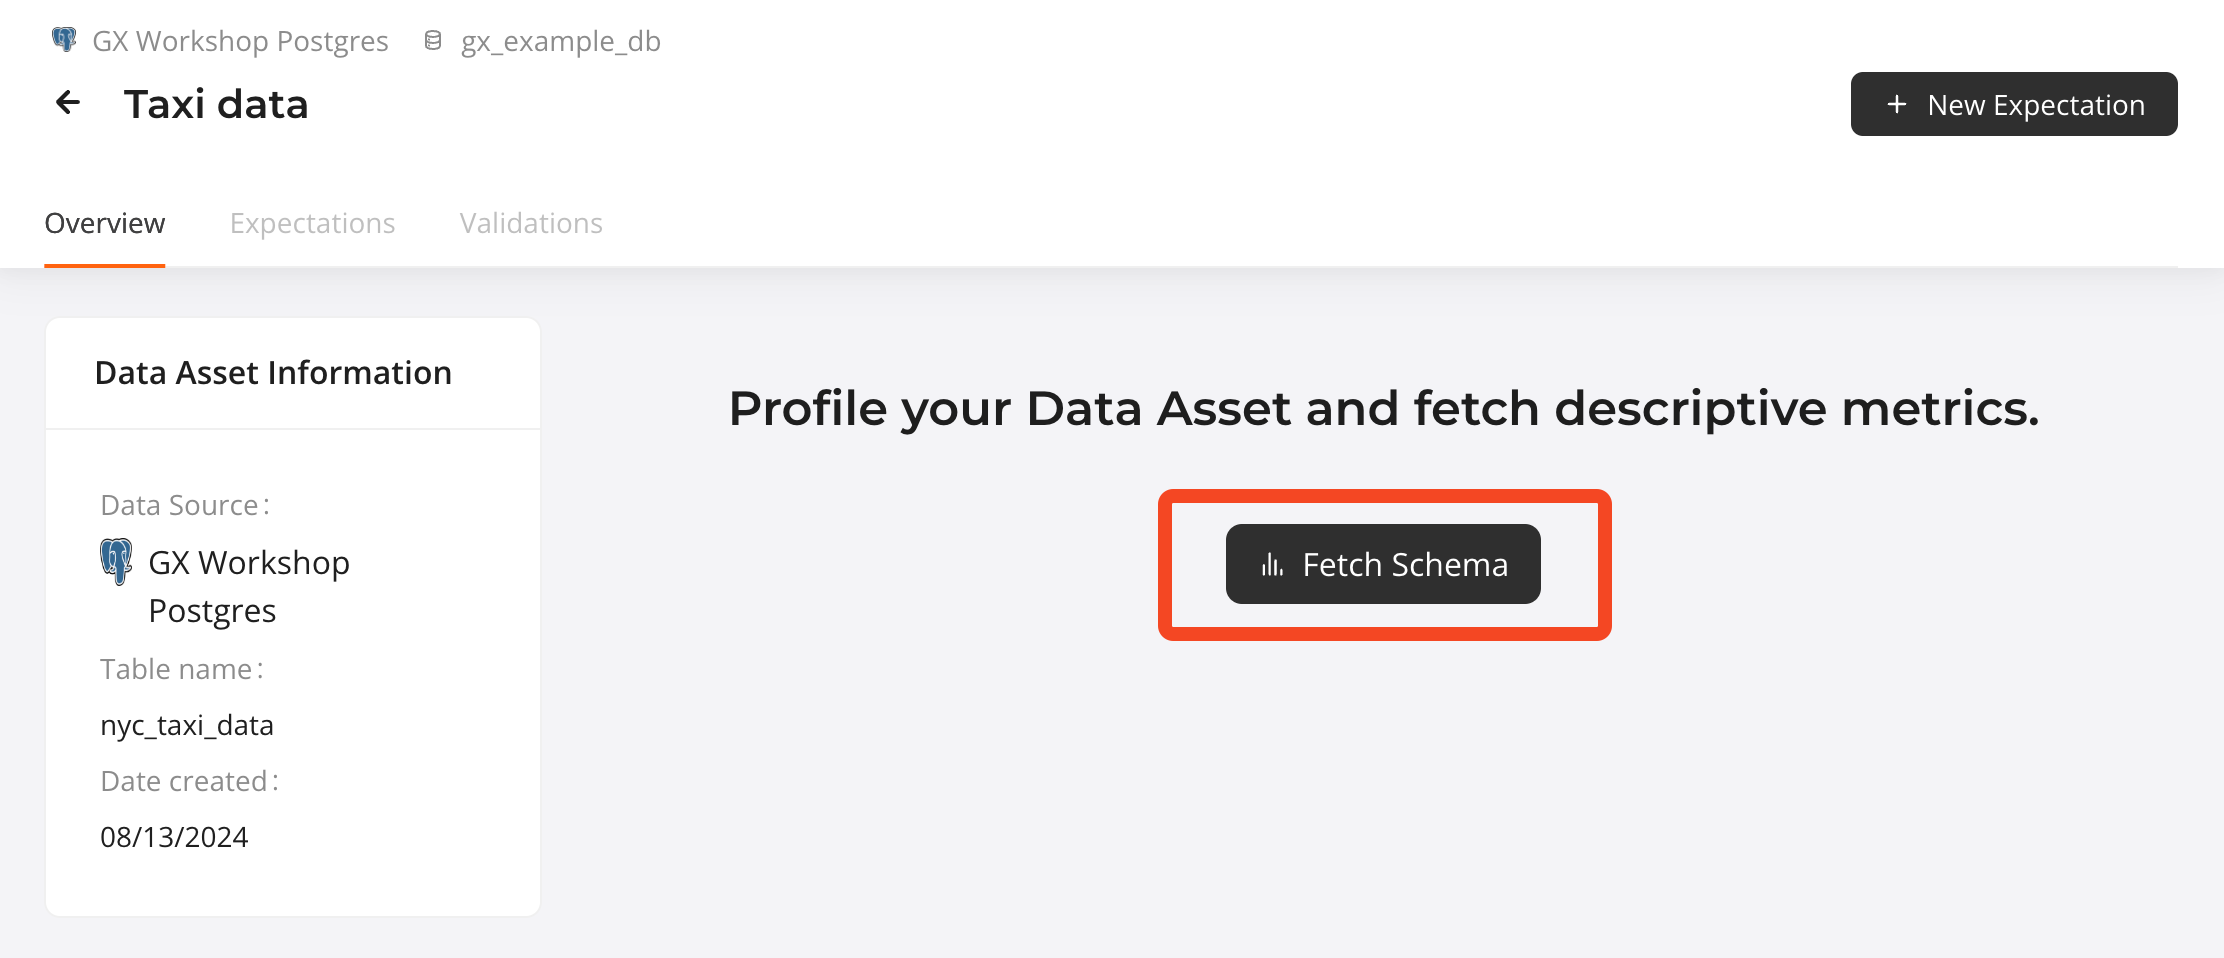 GX Workshop Postgres gx_example_db
Taxi data
+ New Expectation
Overview Expectations Validations
Data Asset Information
Data Source:
GX Workshop
Postgres
Table name:
nyc_taxi_data
Date created:
08/13/2024
Profile your Data Asset and fetch descriptive metrics.
Fetch Schema